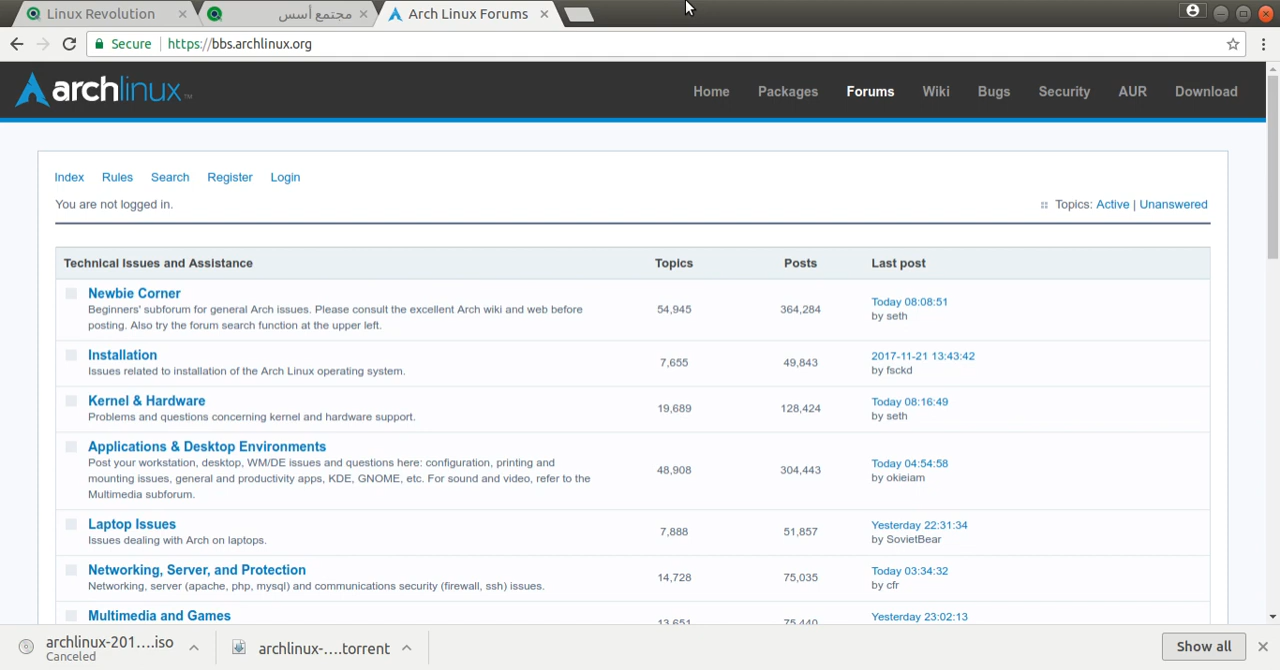 Linux Revolution
مجتمع أسس
Arch Linux Forums
Secure
https://bbs.archlinux.org
archlinux™
Home
Packages
Forums
Wiki
Bugs
Security
AUR
Download
Index
Rules
Search
Register
Login
You are not logged in.
Topics: Active | Unanswered
Technical Issues and Assistance
Topics
Posts
Last post
Newbie Corner
Beginners' subforum for general Arch issues. Please consult the excellent Arch wiki and web before
posting. Also try the forum search function at the upper left.
54,945
364,284
Today 08:08:51
by seth
Installation
Issues related to installation of the Arch Linux operating system.
7,655
49,843
2017-11-21 13:43:42
by fsckd
Kernel & Hardware
Problems and questions concerning kernel and hardware support.
19,689
128,424
Today 08:16:49
by seth
Applications & Desktop Environments
Post your workstation, desktop, WM/DE issues and questions here: configuration, printing and
mounting issues, general and productivity apps, KDE, GNOME, etc. For sound and video, refer to the
Multimedia subforum.
48,908
304,443
Today 04:54:58
by okieiam
Laptop Issues
Issues dealing with Arch on laptops.
7,888
51,857
Yesterday 22:31:34
by SovietBear
Networking, Server, and Protection
Networking, server (apache, php, mysql) and communications security (firewall, ssh) issues.
14,728
75,035
Today 03:34:32
by cfr
Multimedia and Games
13,651
75,440
Yesterday 23:02:13
archlinux-201....iso
Canceled
archlinux-....torrent
Show all